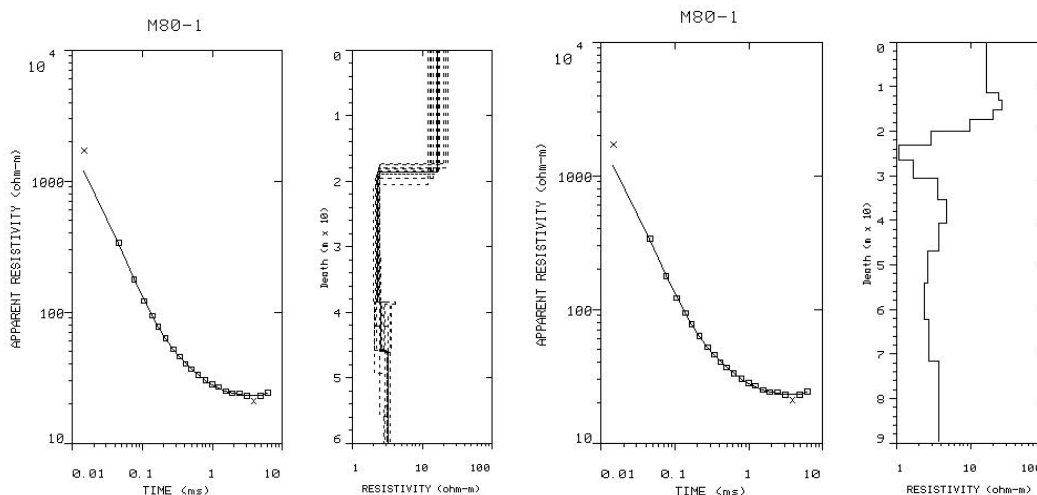 M80-1
10⁴
1000
100
10
APPARENT RESISTIVITY (ohm-m)
0.01 0.1 1 10
TIME (ms)
0
1
2
3
4
5
6
Depth (m x 10)
1 10 100
RESISTIVITY (ohm-m)
M80-1
10⁴
1000
100
10
APPARENT RESISTIVITY (ohm-m)
0.01 0.1 1 10
TIME (ms)
0
1
2
3
4
5
6
7
8
9
Depth (m x 10)
1 10 100
RESISTIVITY (ohm-m)